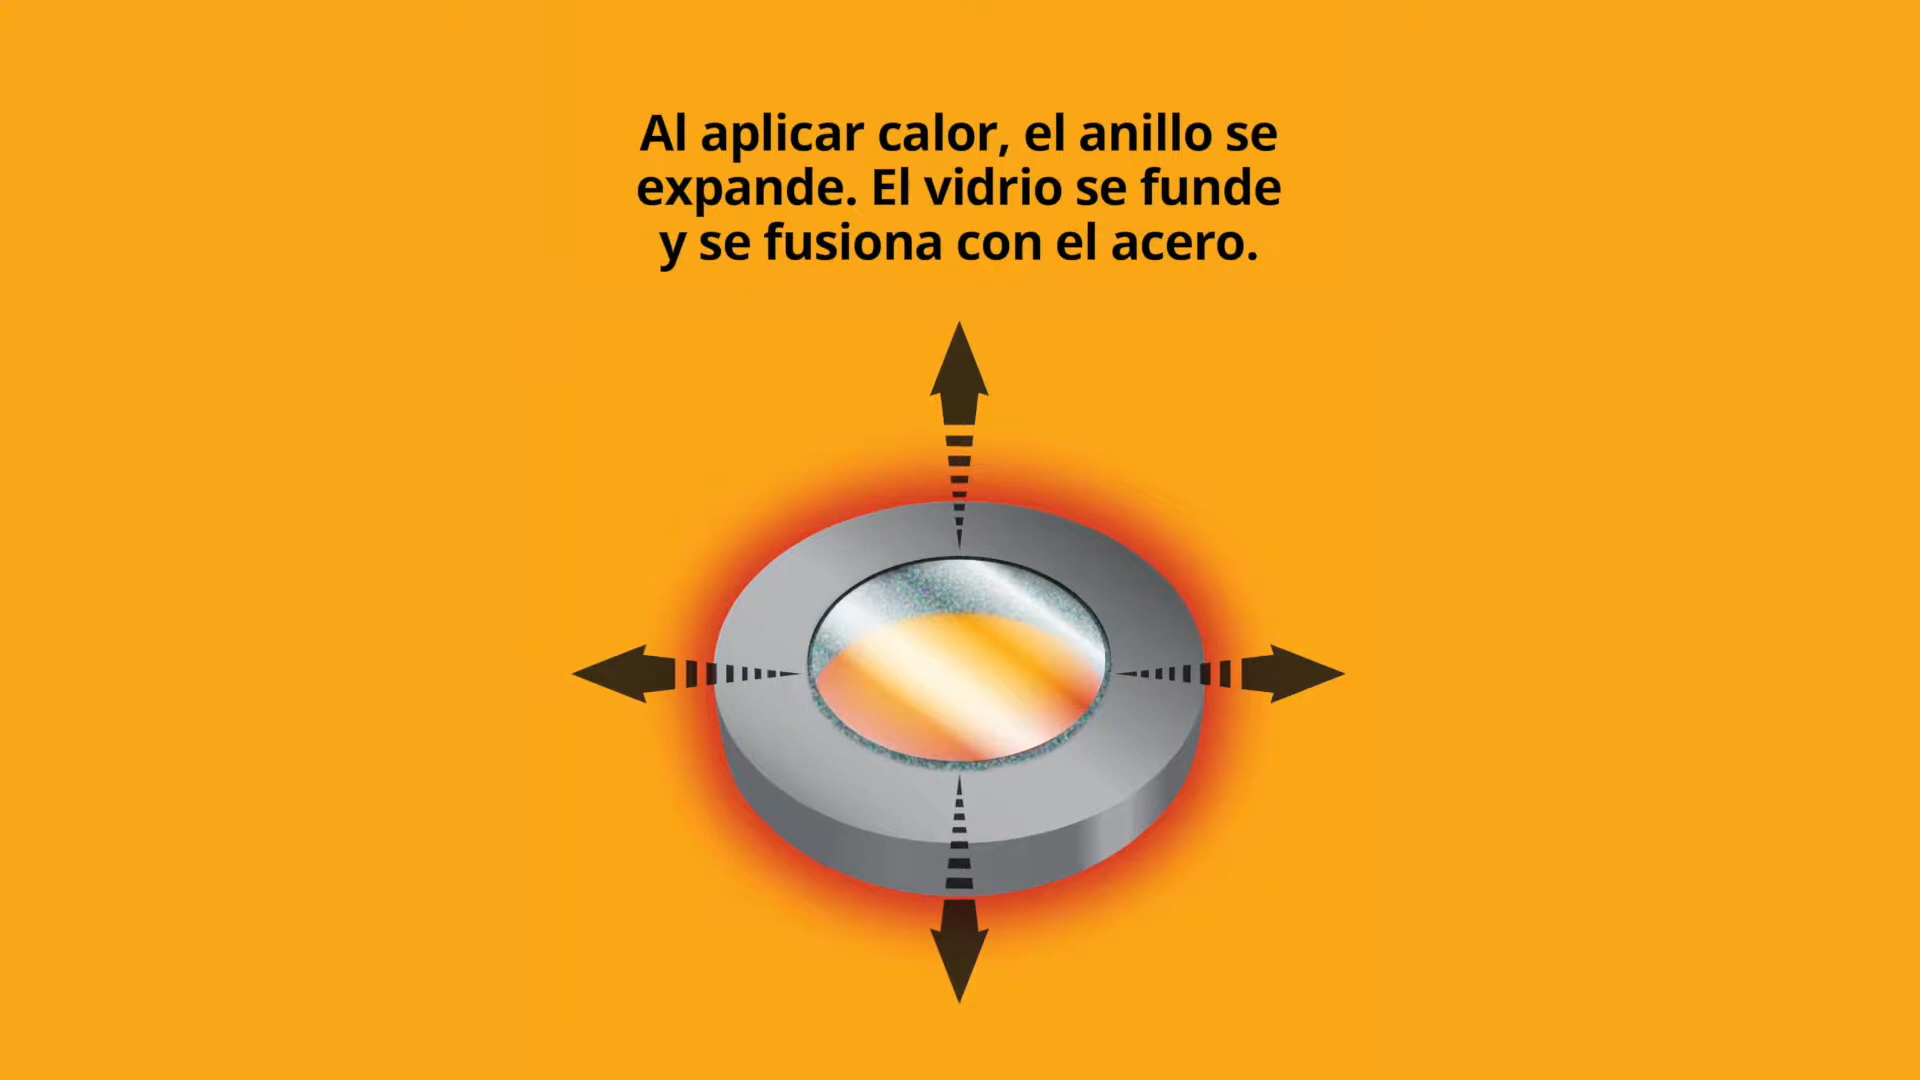 Al aplicar calor, el anillo se
expande. El vidrio se funde
y se fusiona con el acero.